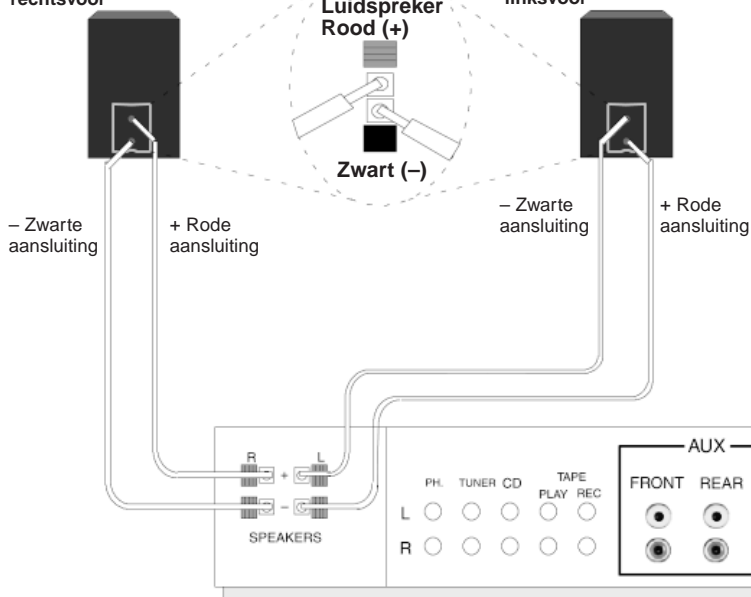 rechtsvoor
Luidspreker
Rood (+)
linksvoor
Zwart (–)
– Zwarte
aansluiting
+ Rode
aansluiting
– Zwarte
aansluiting
+ Rode
aansluiting
R L
+
–
SPEAKERS
PH. TUNER CD TAPE
PLAY REC
L
R
AUX
FRONT REAR